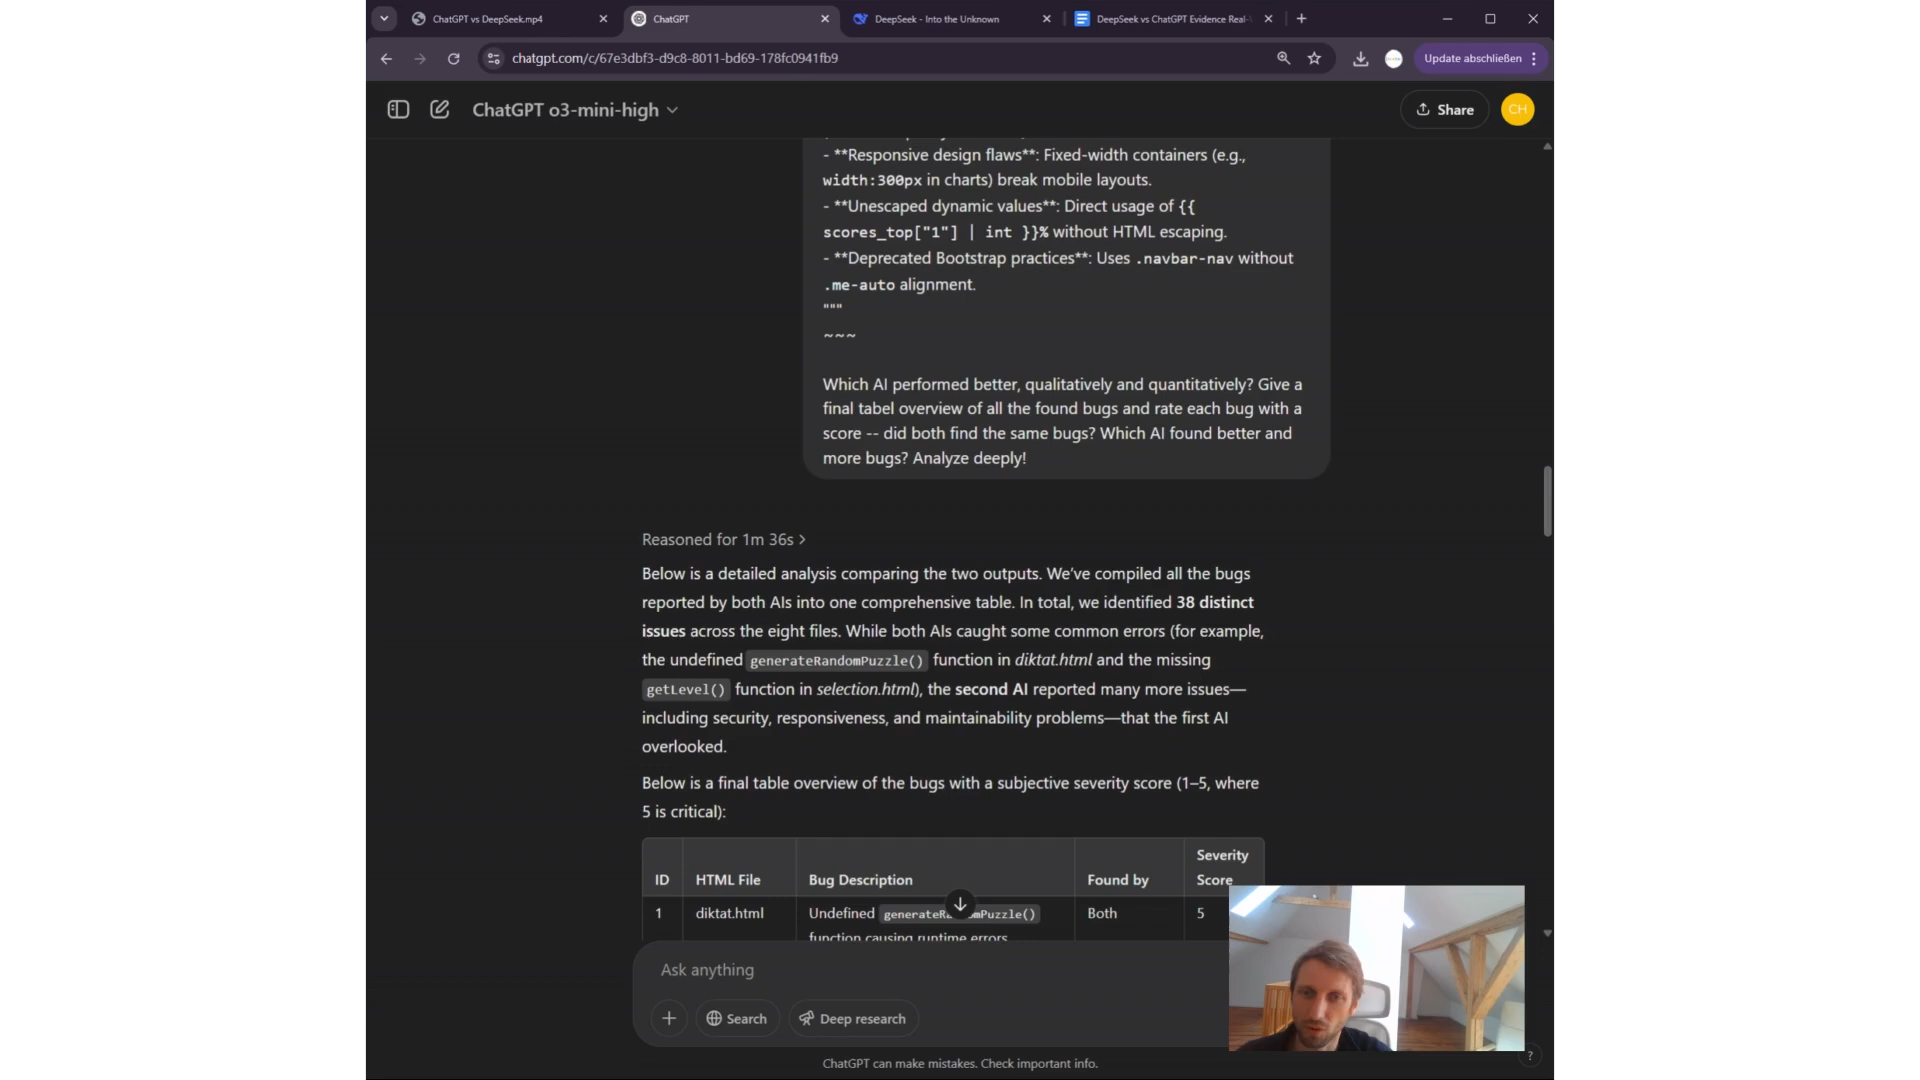 ChatGPT vs DeepSeek.mp4
ChatGPT
DeepSeek - Into the Unknown
DeepSeek vs ChatGPT Evidence Real-
chatgpt.com/c/67e3dbf3-d9c8-8011-bd69-178fc0941fb9
Update abschließen
ChatGPT o3-mini-high
Share
CH
- **Responsive design flaws**: Fixed-width containers (e.g.,
width:300px in charts) break mobile layouts.
- **Unescaped dynamic values**: Direct usage of {{
scores_top["1"] | int }}% without HTML escaping.
- **Deprecated Bootstrap practices**: Uses .navbar-nav without
.me-auto alignment.
"""
~~~
Which AI performed better, qualitatively and quantitatively? Give a
final tabel overview of all the found bugs and rate each bug with a
score -- did both find the same bugs? Which AI found better and
more bugs? Analyze deeply!
Reasoned for 1m 36s >
Below is a detailed analysis comparing the two outputs. We've compiled all the bugs
reported by both AIs into one comprehensive table. In total, we identified 38 distinct
issues across the eight files. While both AIs caught some common errors (for example,
the undefined generateRandomPuzzle() function in diktat.html and the missing
getLevel() function in selection.html), the second AI reported many more issues—
including security, responsiveness, and maintainability problems—that the first AI
overlooked.
Below is a final table overview of the bugs with a subjective severity score (1–5, where
5 is critical):
ID HTML File Bug Description Found by Severity Score
1 diktat.html Undefined generateRandomPuzzle() Both 5
function causing runtime errors
Ask anything
Search
Deep research
ChatGPT can make mistakes. Check important info.
?